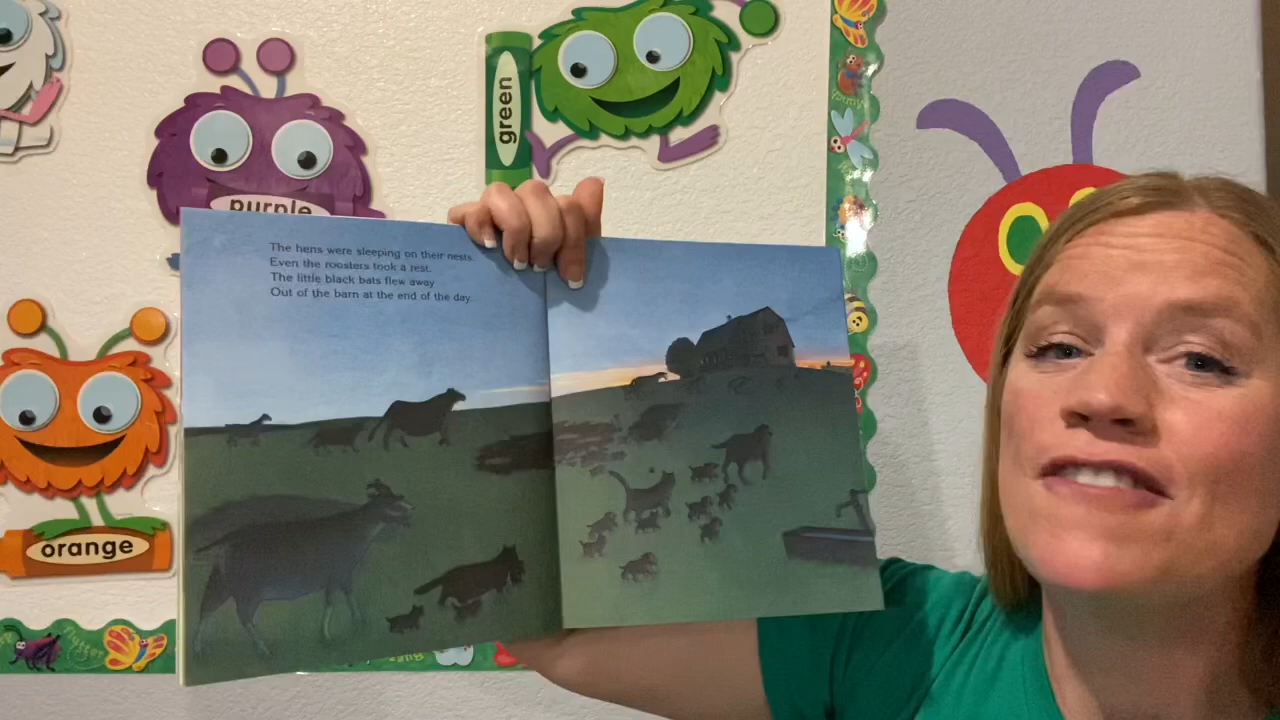 green
purple
The hens were sleeping on their nests.
Even the roosters took a rest.
The little black bats flew away
Out of the barn at the end of the day.
orange